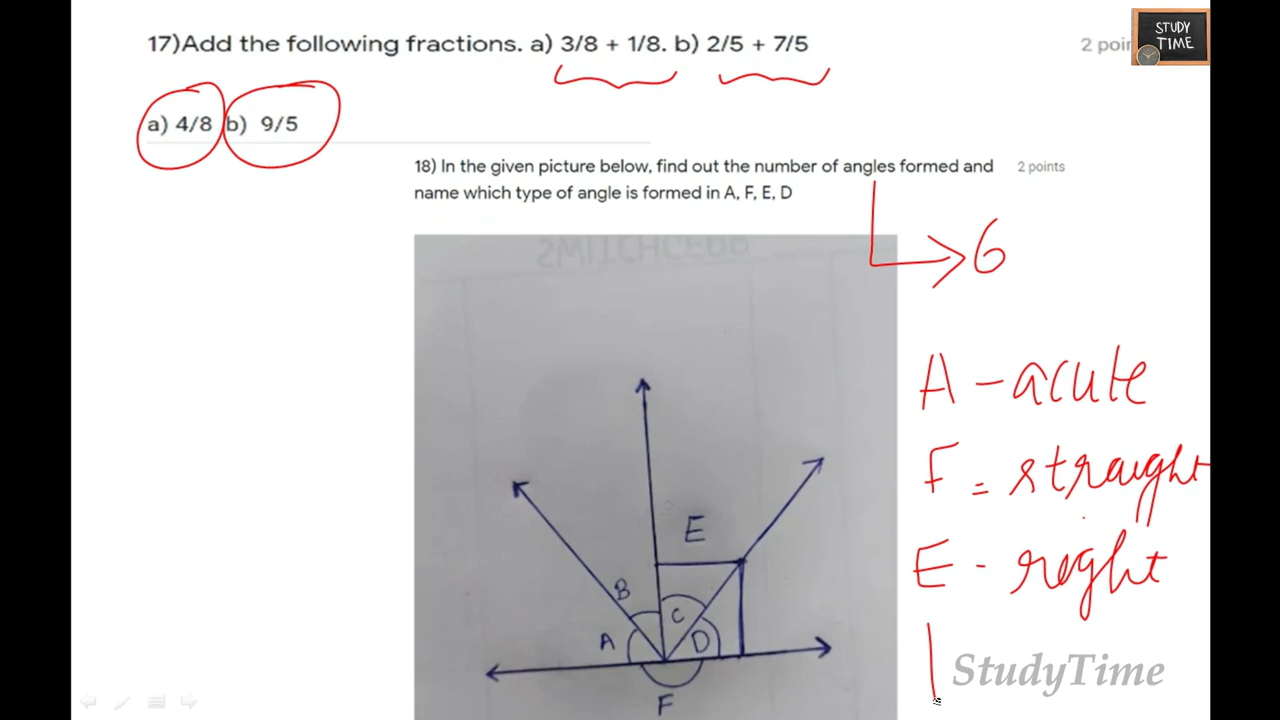 17)Add the following fractions. a) 3/8 + 1/8. b) 2/5 + 7/5
2 poin
STUDY
TIME
a) 4/8 b) 9/5
18) In the given picture below, find out the number of angles formed and
2 points
name which type of angle is formed in A, F, E, D
6
A - acute
F = straight
E - right
E
B
C
A
D
F
StudyTime